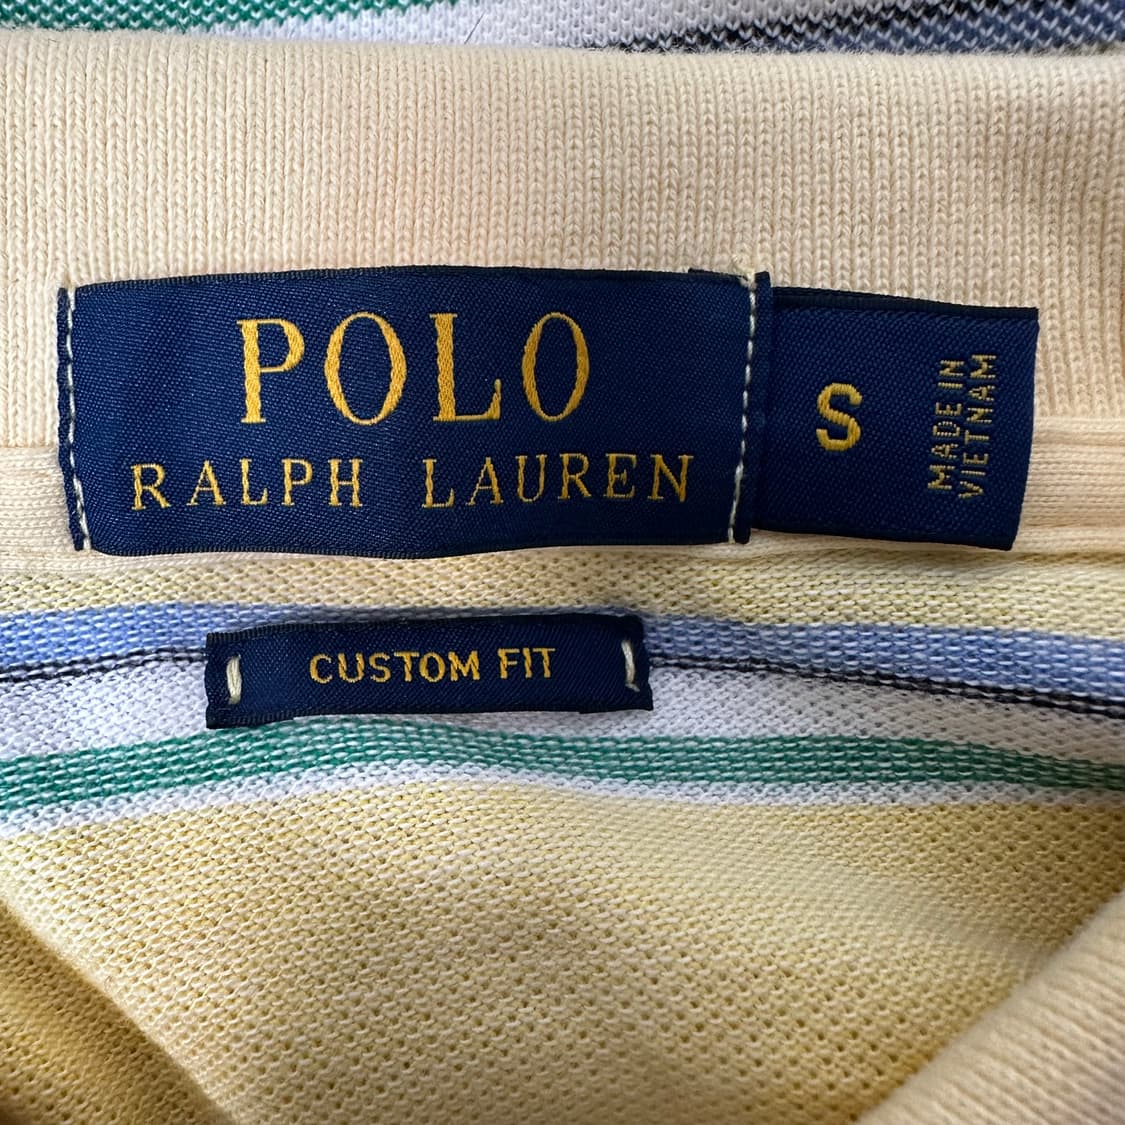 POLO
RALPH LAUREN
S
MADE IN
VIETNAM
CUSTOM FIT